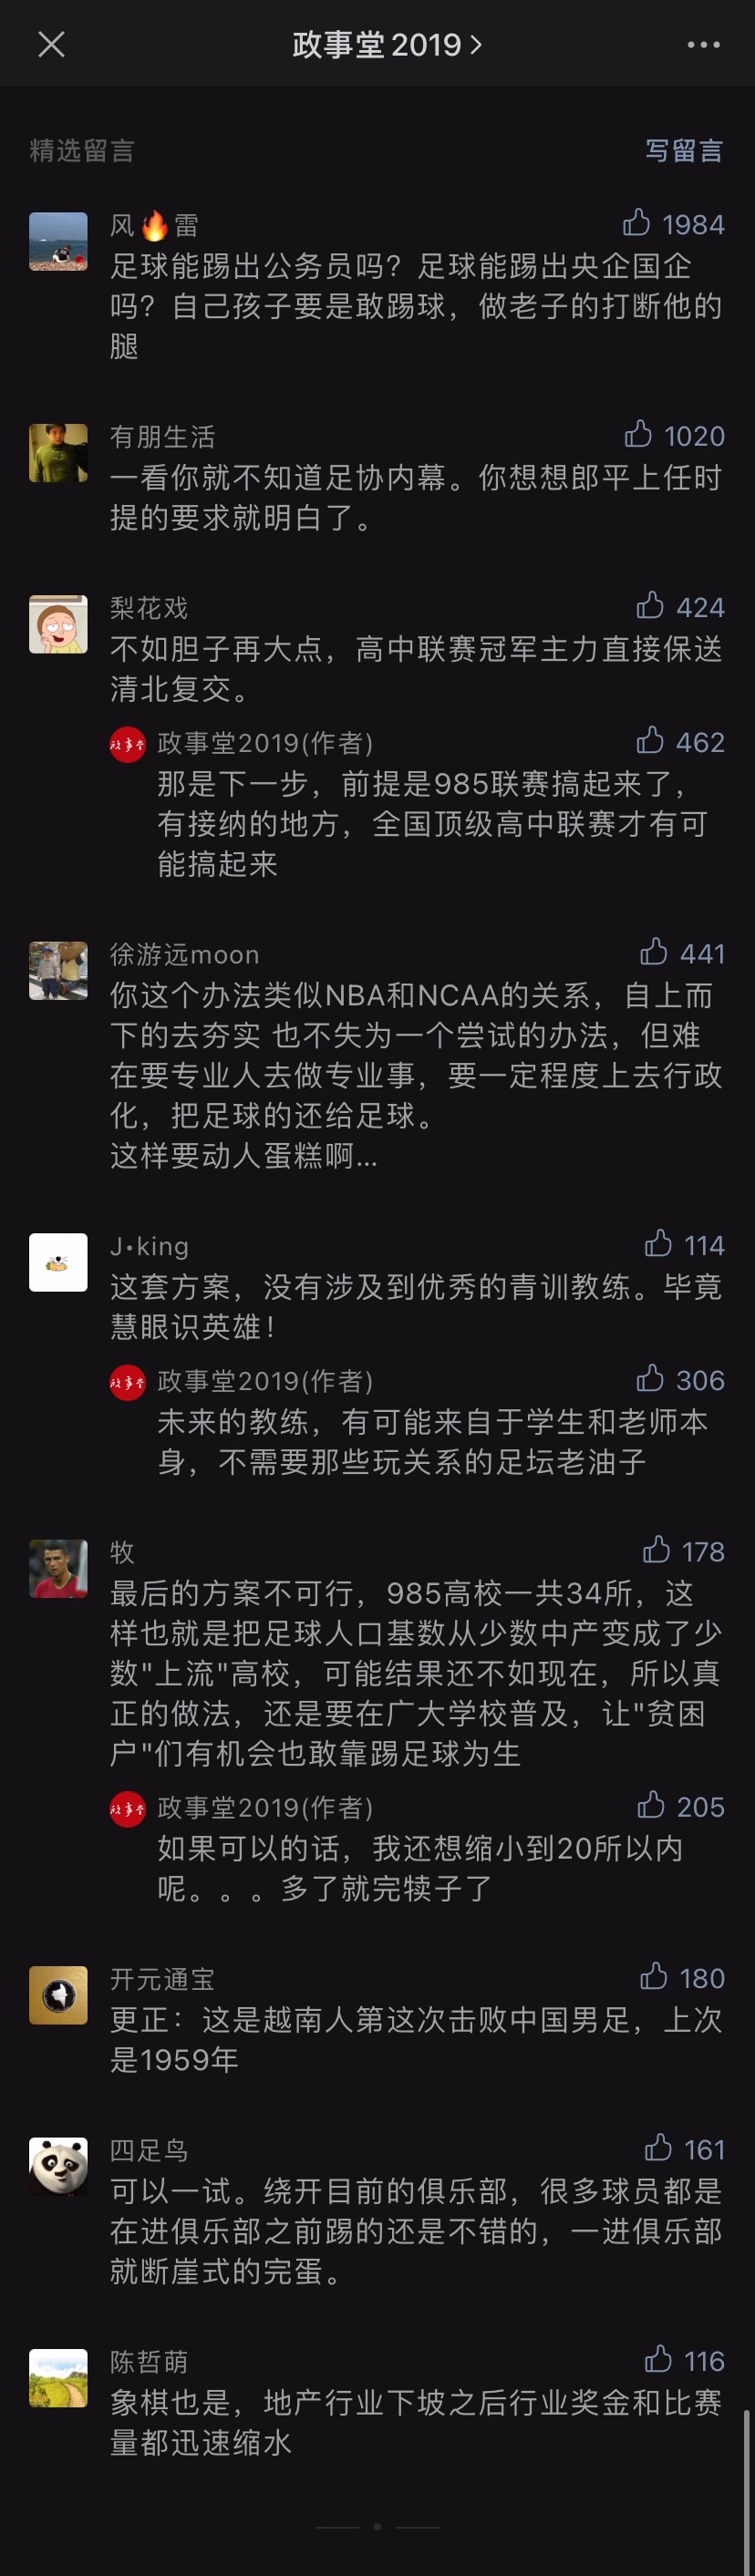 政事堂2019
精选留言
写留言
风🔥雷
1984
足球能踢出公务员吗？足球能踢出央企国企
吗？自己孩子要是敢踢球，做老子的打断他的
腿
有朋生活
1020
一看你就不知道足协内幕。你想想郎平上任时
提的要求就明白了。
梨花戏
424
不如胆子再大点，高中联赛冠军主力直接保送
清北复交。
政事堂
政事堂2019(作者)
462
那是下一步，前提是985联赛搞起来了，
有接纳的地方，全国顶级高中联赛才有可
能搞起来
徐游远moon
441
你这个办法类似NBA和NCAA的关系，自上而
下的去夯实 也不失为一个尝试的办法，但难
在要专业人去做专业事，要一定程度上去行政
化，把足球的还给足球。
这样要动人蛋糕啊...
J•king
114
这套方案，没有涉及到优秀的青训教练。毕竟
慧眼识英雄！
政事堂
政事堂2019(作者)
306
未来的教练，有可能来自于学生和老师本
身，不需要那些玩关系的足坛老油子
牧
178
最后的方案不可行，985高校一共34所，这
样也就是把足球人口基数从少数中产变成了少
数"上流"高校，可能结果还不如现在，所以真
正的做法，还是要在广大学校普及，让"贫困
户"们有机会也敢靠踢足球为生
政事堂
政事堂2019(作者)
205
如果可以的话，我还想缩小到20所以内
呢。。。多了就完犊子了
开元通宝
180
更正：这是越南人第这次击败中国男足，上次
是1959年
四足鸟
161
可以一试。绕开目前的俱乐部，很多球员都是
在进俱乐部之前踢的还是不错的，一进俱乐部
就断崖式的完蛋。
陈哲萌
116
象棋也是，地产行业下坡之后行业奖金和比赛
量都迅速缩水